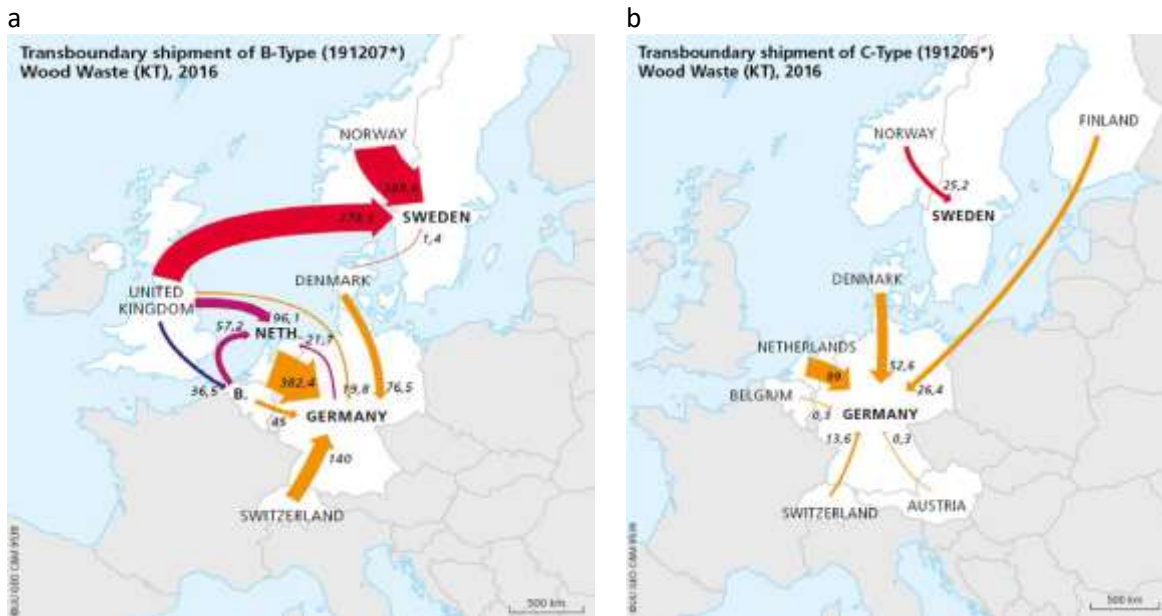 a
Transboundary shipment of B-Type (191207*)
Wood Waste (KT), 2016
NORWAY
SWEDEN
1,4
DENMARK
UNITED
KINGDOM
96,1
57,2
NETH.
21,7
36,5
B.
382,4
19,8
76,5
45
GERMANY
140
SWITZERLAND
500 km
b
Transboundary shipment of C-Type (191206*)
Wood Waste (KT), 2016
FINLAND
NORWAY
25,2
SWEDEN
DENMARK
NETHERLANDS
52,6
BELGIUM
26,4
GERMANY
13,6
0,3
SWITZERLAND
AUSTRIA
500 km